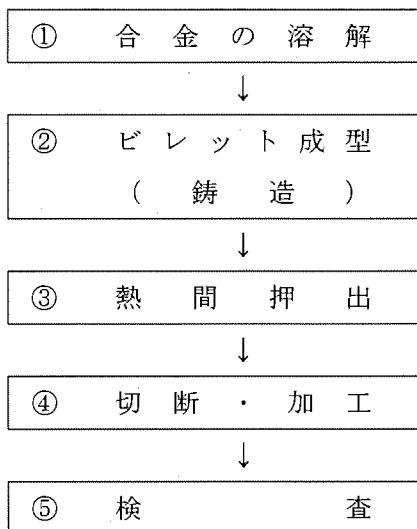 ① 合金の溶解
↓
② ビレット成型
(鋳造)
↓
③ 熱間押出
↓
④ 切断・加工
↓
⑤ 検査